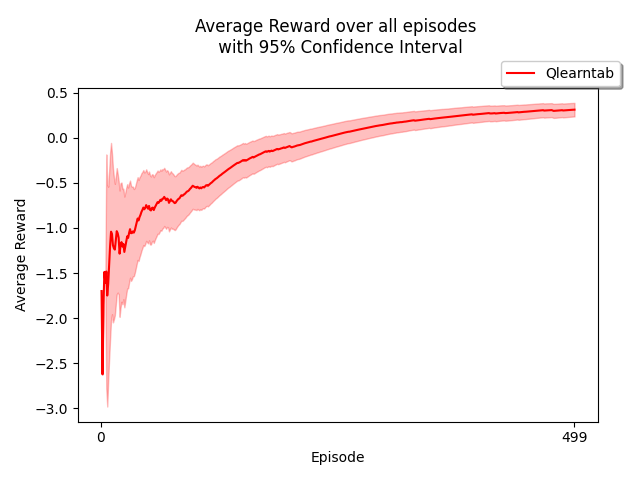 Average Reward over all episodes
with 95% Confidence Interval
Qlearntab
0.5
0.0
−0.5
−1.0
−1.5
−2.0
−2.5
−3.0
Average Reward
0
499
Episode